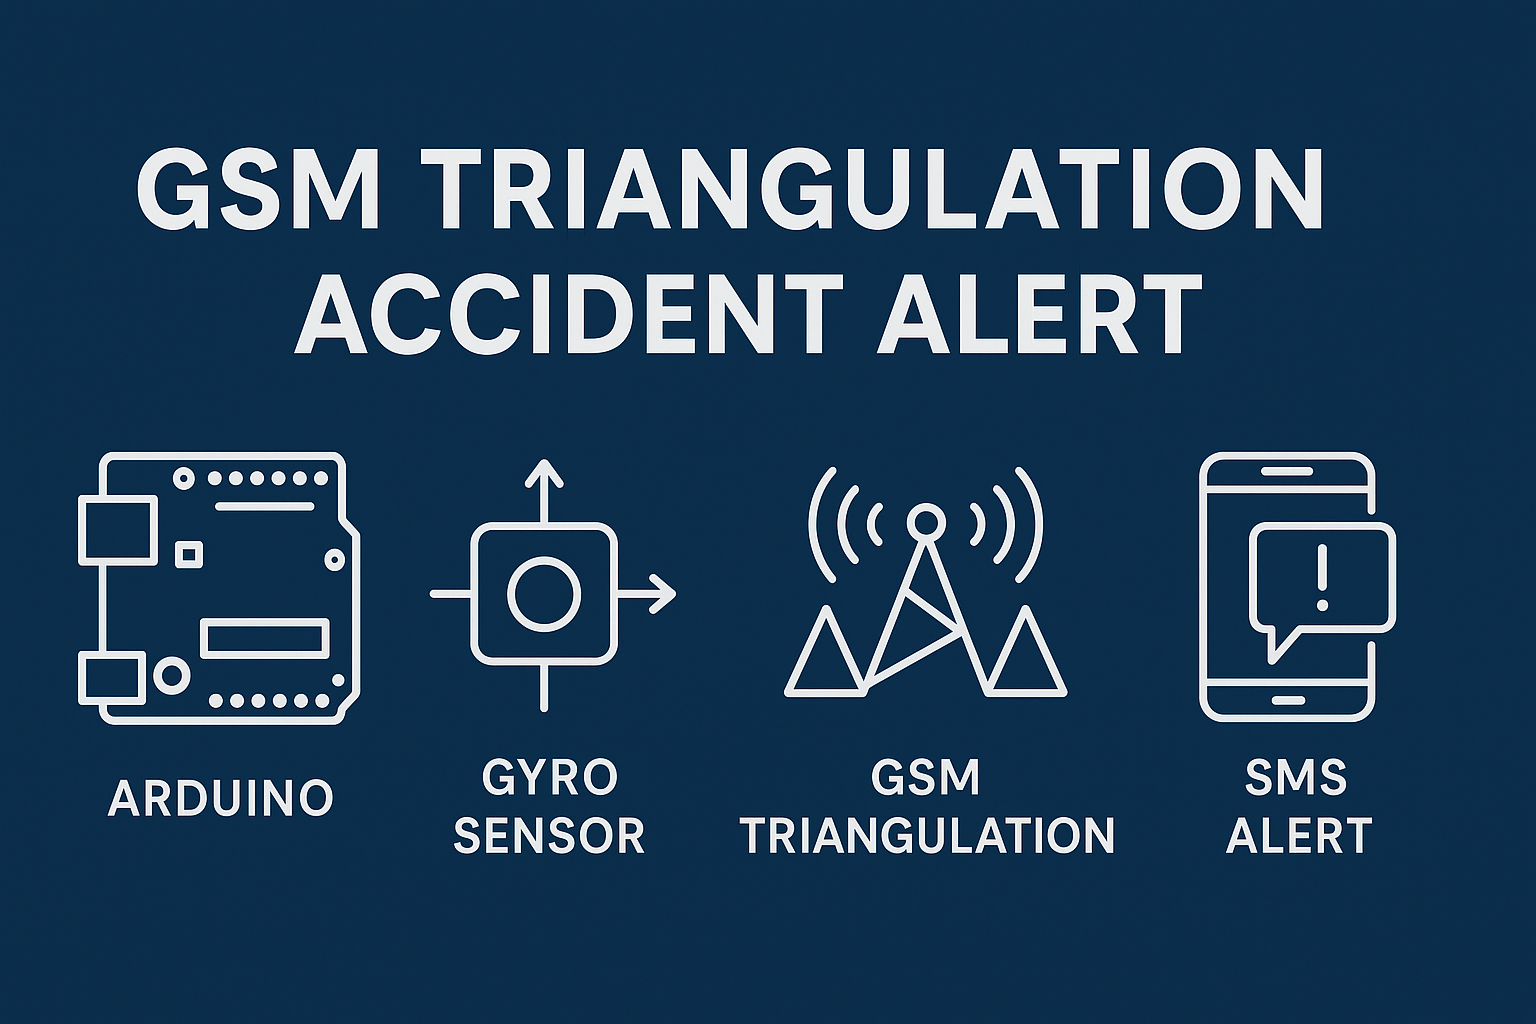 GSM TRIANGULATION
ACCIDENT ALERT
ARDUINO
GYRO
SENSOR
GSM
TRIANGULATION
SMS
ALERT
!